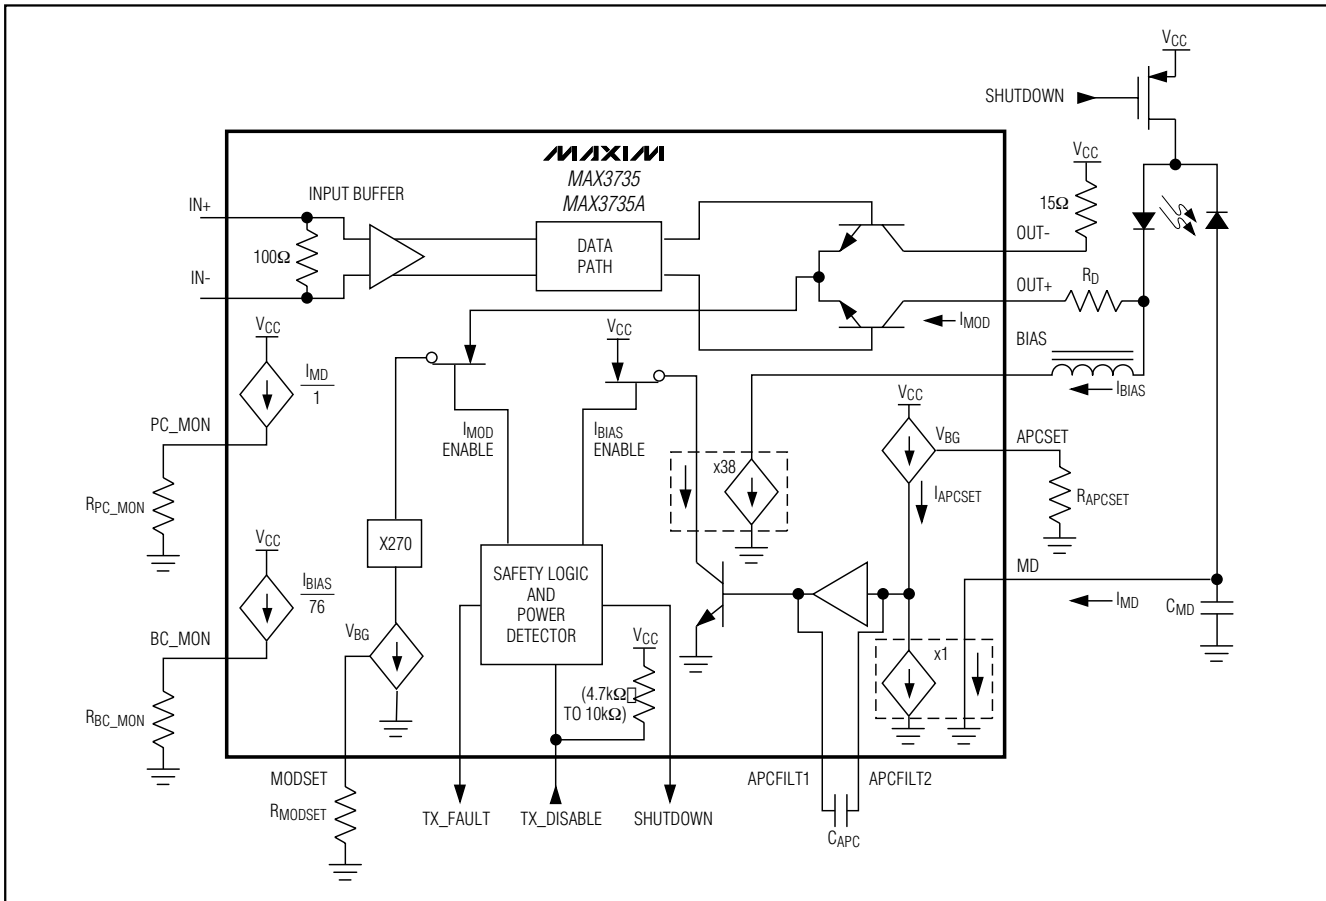 VCC
SHUTDOWN
MAXIM
MAX3735
MAX3735A
VCC
INPUT BUFFER
IN+
15Ω
100Ω
DATA
PATH
OUT-
IN-
RD
OUT+
IMOD
VCC
VCC
BIAS
IMD
1
IBIAS
VCC
PC_MON
IMOD
ENABLE
IBIAS
ENABLE
VBG
APCSET
x38
RPC_MON
IAPCSET
RAPCSET
X270
VCC
MD
SAFETY LOGIC
AND
POWER
DETECTOR
IBIAS
76
IMD
CMD
VBG
VCC
BC_MON
x1
(4.7kΩ▯
TO 10kΩ)
RBC_MON
MODSET
APCFILT1
APCFILT2
RMODSET
TX_FAULT
TX_DISABLE
SHUTDOWN
CAPC